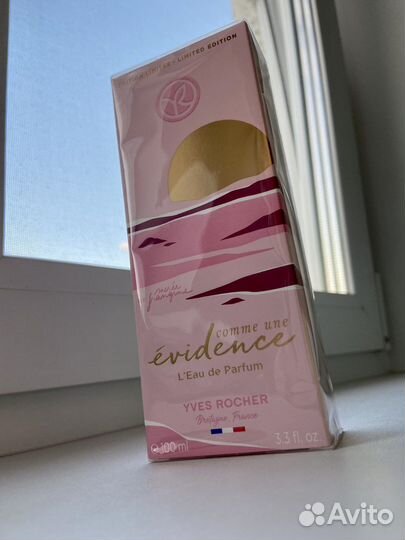 LIMITED EDITION
comme une
évidence
L'Eau de Parfum
YVES ROCHER
Bretagne, France
℮100 ml 3.3 fl. oz.
Avito